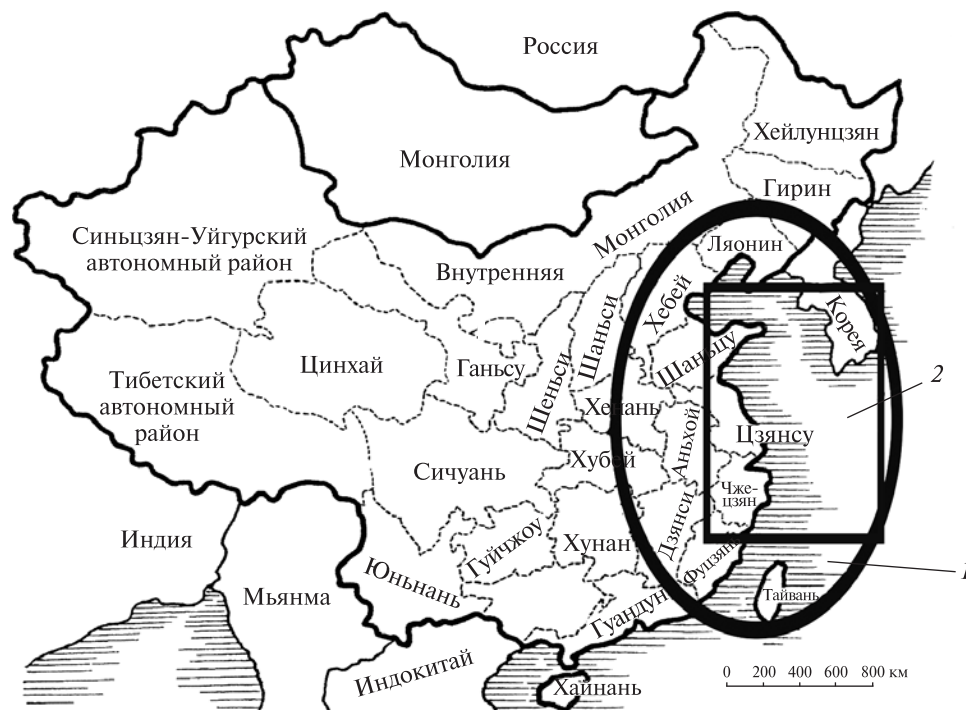 Россия
Хейлунцзян
Монголия
Гирин
Монголия
Синьцзян-Уйгурский
автономный район
Ляонин
Внутренняя
Хебей
Корея
Шаньси
Шаньцу
Цинхай
Ганьсу
Тибетский
автономный
район
Шеньси
2
Хенань
Цзянсу
Аньхой
Хубей
Сичуань
Чже-
цзян
Дзянси
Индия
Гуйчжоу
Хунан
Фуцзянь
1
Юньнань
Мьянма
Тайвань
Гуандун
Индокитай
Хайнань
0 200 400 600 800 км